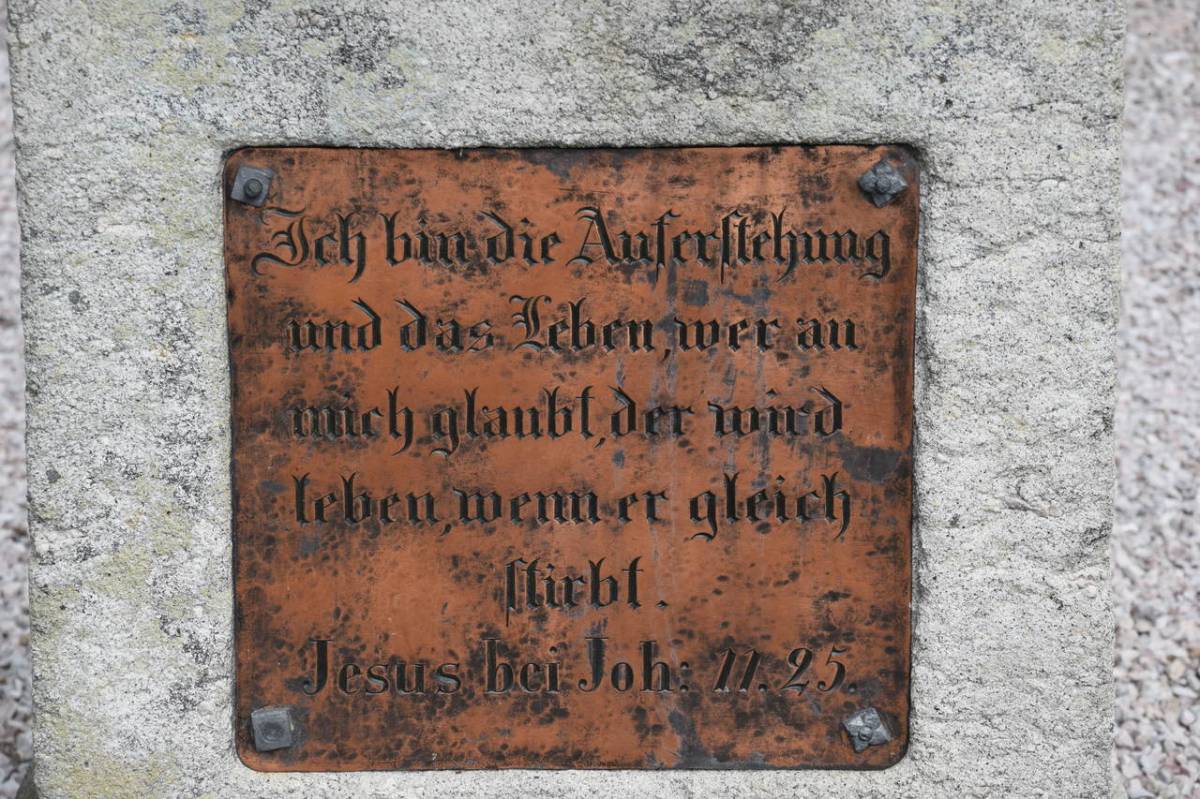 Ich bin die Auferstehung
und das Leben, wer an
mich glaubt, der wird
leben, wenn er gleich
stirbt.
Jesus bei Joh: 11. 25.